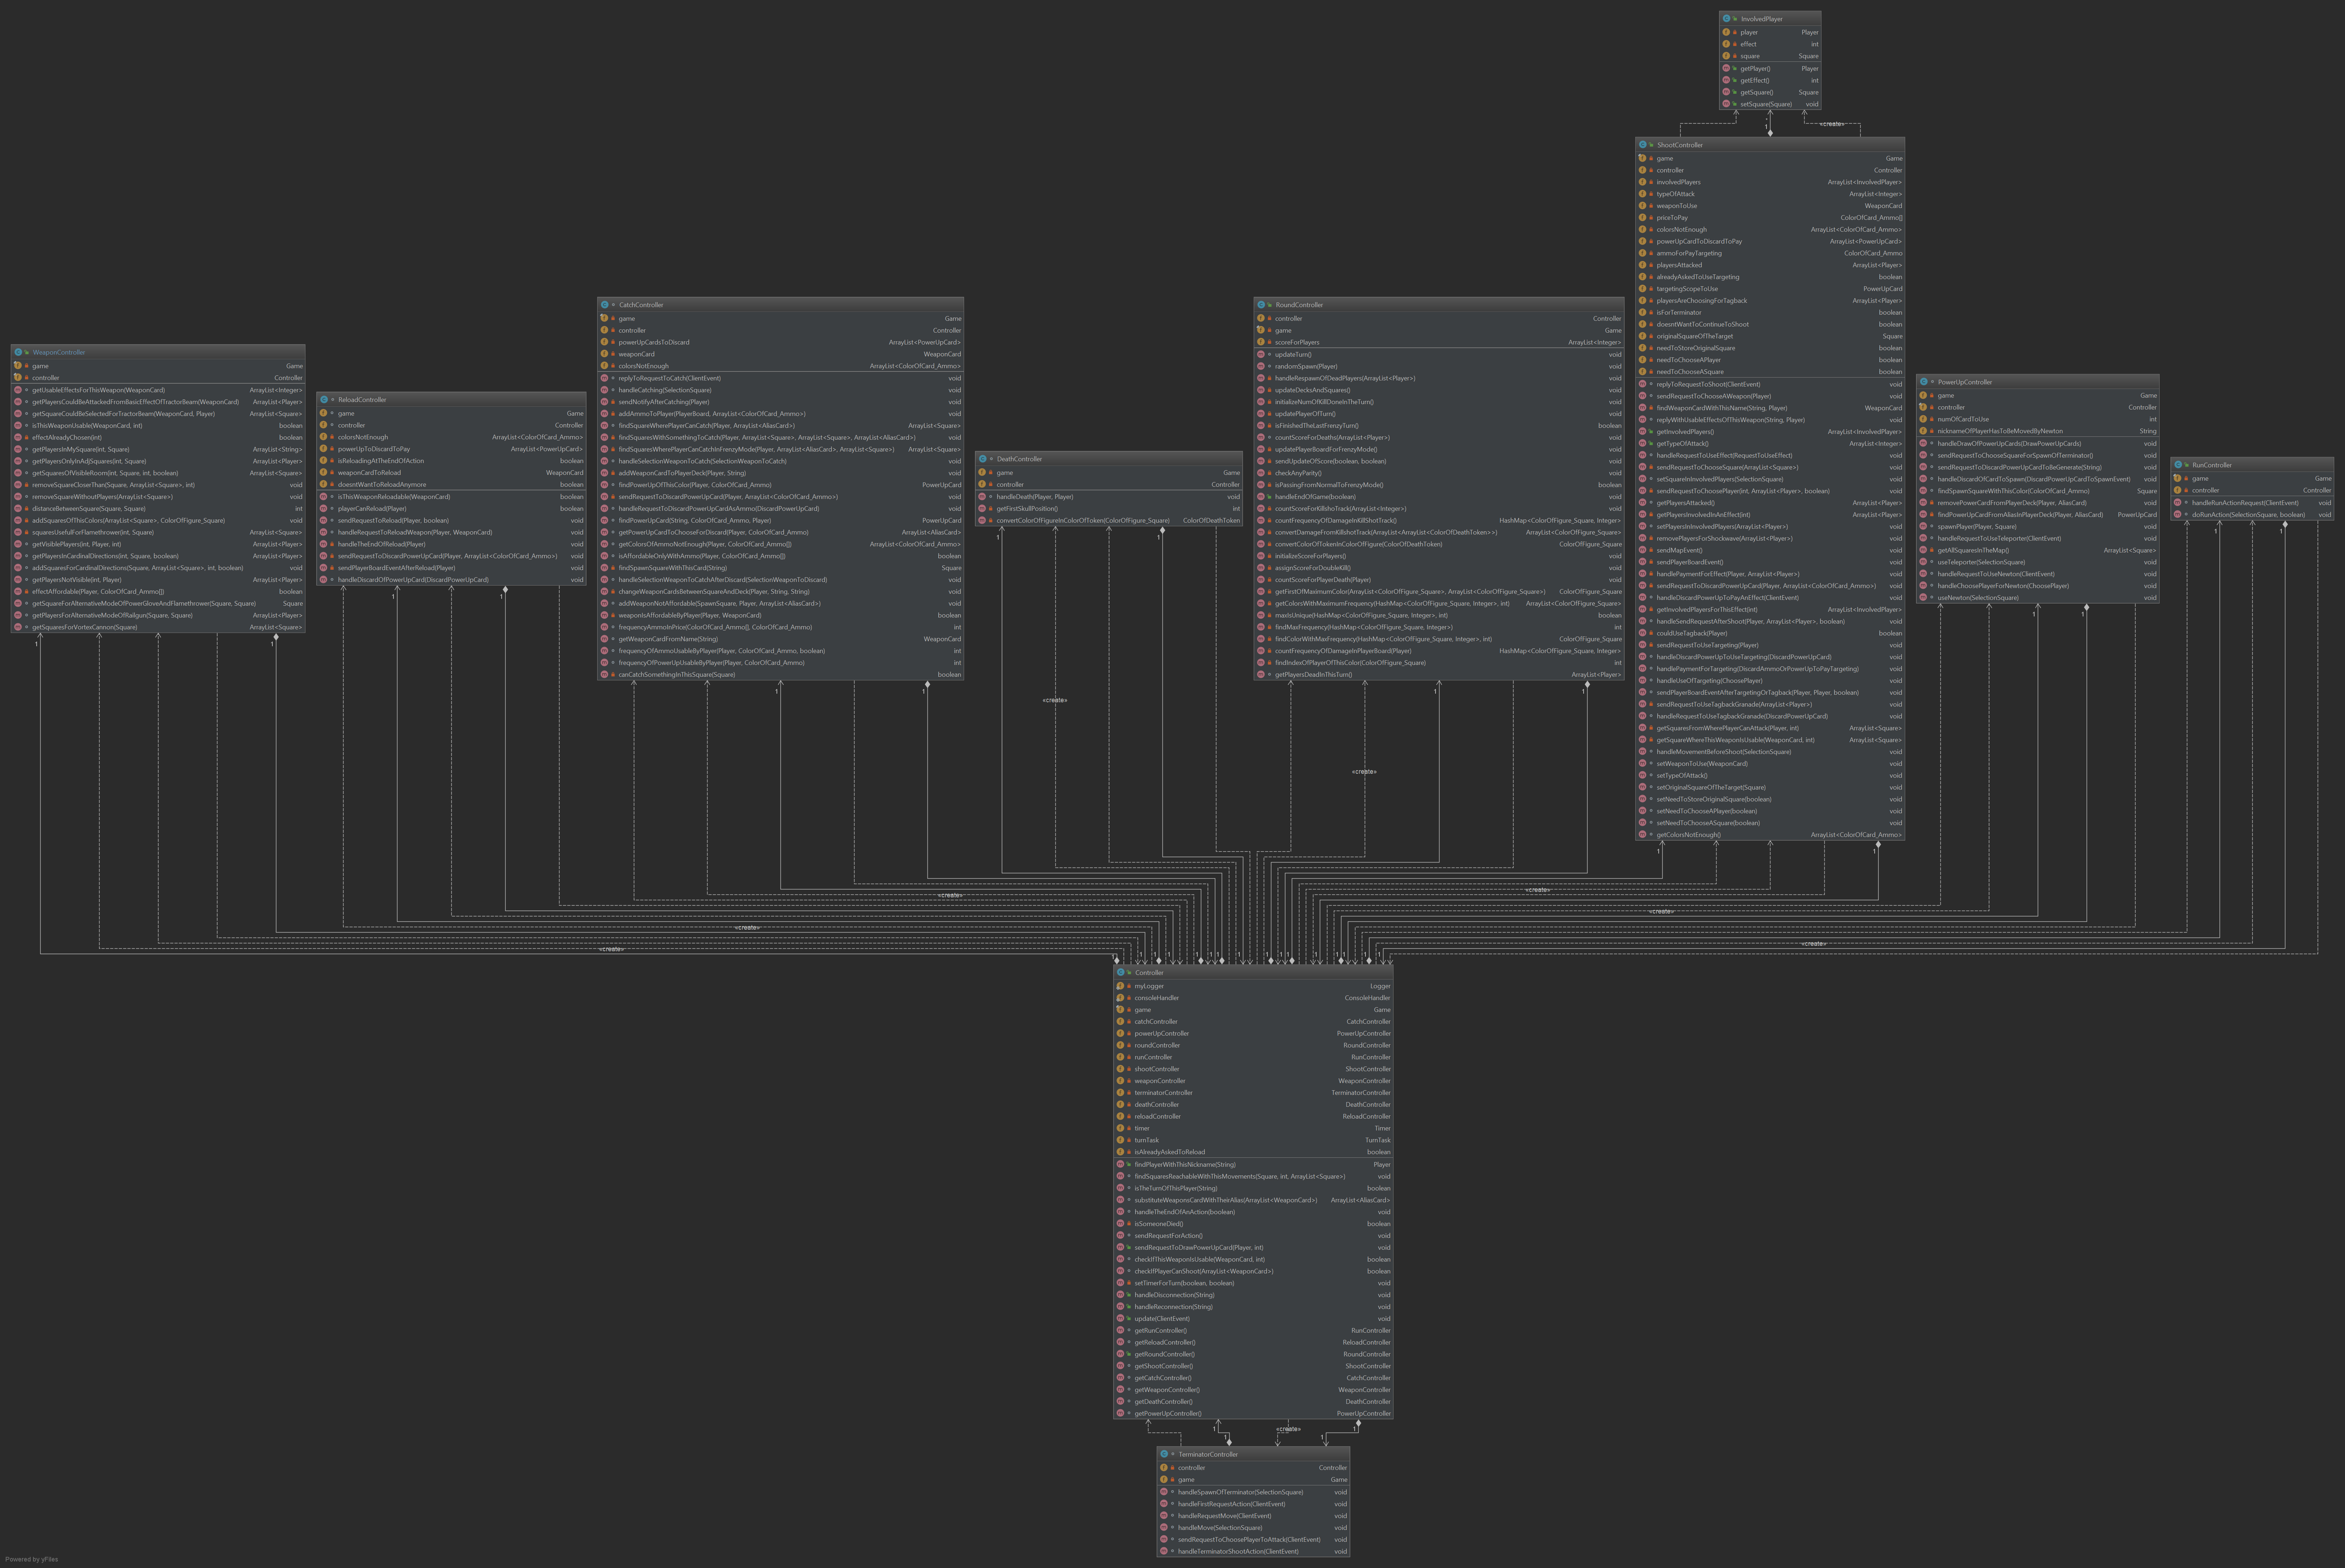 InvolvedPlayer
player Player
effect int
square Square
getPlayer() Player
getEffect() int
getSquare() Square
setSquare(Square) void
1
«create»
ShootController
game Game
controller Controller
involvedPlayers ArrayList<InvolvedPlayer>
typeOfAttack ArrayList<Integer>
weaponToUse WeaponCard
priceToPay ColorOfCard_Ammo[]
colorsNotEnough ArrayList<ColorOfCard_Ammo>
powerUpCardToDiscardToPay ArrayList<PowerUpCard>
ammoForPayTargeting ColorOfCard_Ammo
playersAttacked ArrayList<Player>
alreadyAskedToUseTargeting boolean
targetingScopeToUse PowerUpCard
playersAreChoosingForTagback ArrayList<Player>
isForTerminator boolean
doesntWantToContinueToShoot boolean
originalSquareOfTheTarget Square
needToStoreOriginalSquare boolean
needToChooseAPlayer boolean
needToChooseASquare boolean
replyToRequestToShoot(ClientEvent) void
sendRequestToChooseAWeapon(Player) void
findWeaponCardWithThisName(String, Player) WeaponCard
replyWithUsableEffectsOfThisWeapon(String, Player) void
getInvolvedPlayers() ArrayList<InvolvedPlayer>
getTypeOfAttack() ArrayList<Integer>
handleRequestToUseEffect(RequestToUseEffect) void
sendRequestToChooseSquare(ArrayList<Square>) void
setSquareInInvolvedPlayers(SelectionSquare) void
sendRequestToChoosePlayer(int, ArrayList<Player>, boolean) void
getPlayersAttacked() ArrayList<Player>
getPlayersInvolvedInAnEffect(int) ArrayList<Player>
setPlayersInInvolvedPlayers(ArrayList<Player>) void
removePlayersForShockwave(ArrayList<Player>) void
sendMapEvent() void
sendPlayerBoardEvent() void
handlePaymentForEffect(Player, ArrayList<Player>) void
sendRequestToDiscardPowerUpCard(Player, ArrayList<ColorOfCard_Ammo>) void
handleDiscardPowerUpToPayAnEffect(ClientEvent) void
getInvolvedPlayersForThisEffect(int) ArrayList<InvolvedPlayer>
handleSendRequestAfterShoot(Player, ArrayList<Player>, boolean) void
couldUseTagback(Player) boolean
sendRequestToUseTargeting(Player) void
handleDiscardPowerUpToUseTargeting(DiscardPowerUpCard) void
handlePaymentForTargeting(DiscardAmmoOrPowerUpToPayTargeting) void
handleUseOfTargeting(ChoosePlayer) void
sendPlayerBoardEventAfterTargetingOrTagback(Player, Player, boolean) void
sendRequestToUseTagbackGranade(ArrayList<Player>) void
handleRequestToUseTagbackGranade(DiscardPowerUpCard) void
getSquaresFromWherePlayerCanAttack(Player, int) ArrayList<Square>
getSquareWhereThisWeaponIsUsable(WeaponCard, int) ArrayList<Square>
handleMovementBeforeShoot(SelectionSquare) void
setWeaponToUse(WeaponCard) void
setTypeOfAttack() void
setOriginalSquareOfTheTarget(Square) void
setNeedToStoreOriginalSquare(boolean) void
setNeedToChooseAPlayer(boolean) void
setNeedToChooseASquare(boolean) void
getColorsNotEnough() ArrayList<ColorOfCard_Ammo>
WeaponController
game Game
controller Controller
getUsableEffectsForThisWeapon(WeaponCard) ArrayList<Integer>
getPlayersCouldBeAttackedFromBasicEffectOfTractorBeam(WeaponCard) ArrayList<Player>
getSquareCouldBeSelectedForTractorBeam(WeaponCard, Player) ArrayList<Square>
isThisWeaponUsable(WeaponCard, int) boolean
effectAlreadyChosen(int) boolean
getPlayersInMySquare(int, Square) ArrayList<String>
getPlayersOnlyInAdjSquares(int, Square) ArrayList<Player>
getSquaresOfVisibleRoom(int, Square, int, boolean) ArrayList<Square>
removeSquareCloserThan(Square, ArrayList<Square>, int) void
removeSquareWithoutPlayers(ArrayList<Square>) void
distanceBetweenSquare(Square, Square) int
addSquaresOfThisColors(ArrayList<Square>, ColorOfFigure_Square) void
squaresUsefulForFlamethrower(int, Square) ArrayList<Square>
getVisiblePlayers(int, Player, int) ArrayList<Player>
getPlayersInCardinalDirections(int, Square, boolean) ArrayList<Player>
addSquaresForCardinalDirections(Square, ArrayList<Square>, int, boolean) void
getPlayersNotVisible(int, Player) ArrayList<Player>
effectAffordable(Player, ColorOfCard_Ammo[]) boolean
getSquareForAlternativeModeOfPowerGloveAndFlamethrower(Square, Square) Square
getPlayersForAlternativeModeOfRailgun(Square, Square) ArrayList<Player>
getSquaresForVortexCannon(Square) ArrayList<Square>
ReloadController
game Game
controller Controller
colorsNotEnough ArrayList<ColorOfCard_Ammo>
powerUpToDiscardToPay ArrayList<PowerUpCard>
isReloadingAtTheEndOfAction boolean
weaponCardToReload WeaponCard
doesntWantToReloadAnymore boolean
isThisWeaponReloadable(WeaponCard) boolean
playerCanReload(Player) boolean
sendRequestToReload(Player, boolean) void
handleRequestToReloadWeapon(Player, WeaponCard) void
handleTheEndOfReload(Player) void
sendRequestToDiscardPowerUpCard(Player, ArrayList<ColorOfCard_Ammo>) void
sendPlayerBoardEventAfterReload(Player) void
handleDiscardOfPowerUpCard(DiscardPowerUpCard) void
CatchController
game Game
controller Controller
powerUpCardsToDiscard ArrayList<PowerUpCard>
weaponCard WeaponCard
colorsNotEnough ArrayList<ColorOfCard_Ammo>
replyToRequestToCatch(ClientEvent) void
handleCatching(SelectionSquare) void
sendNotifyAfterCatching(Player) void
addAmmoToPlayer(PlayerBoard, ArrayList<ColorOfCard_Ammo>) void
findSquareWherePlayerCanCatch(Player, ArrayList<AliasCard>) ArrayList<Square>
findSquaresWithSomethingToCatch(Player, ArrayList<Square>, ArrayList<Square>, ArrayList<AliasCard>) void
findSquaresWherePlayerCanCatchInFrenzyMode(Player, ArrayList<AliasCard>, ArrayList<Square>) ArrayList<Square>
handleSelectionWeaponToCatch(SelectionWeaponToCatch) void
addWeaponCardToPlayerDeck(Player, String) void
findPowerUpOfThisColor(Player, ColorOfCard_Ammo) PowerUpCard
sendRequestToDiscardPowerUpCard(Player, ArrayList<ColorOfCard_Ammo>) void
handleRequestToDiscardPowerUpCardAsAmmo(DiscardPowerUpCard) void
findPowerUpCard(String, ColorOfCard_Ammo, Player) PowerUpCard
getPowerUpCardToChooseForDiscard(Player, ColorOfCard_Ammo) ArrayList<AliasCard>
getColorsOfAmmoNotEnough(Player, ColorOfCard_Ammo[]) ArrayList<ColorOfCard_Ammo>
isAffordableOnlyWithAmmo(Player, ColorOfCard_Ammo[]) boolean
findSpawnSquareWithThisCard(String) Square
handleSelectionWeaponToCatchAfterDiscard(SelectionWeaponToDiscard) void
changeWeaponCardsBetweenSquareAndDeck(Player, String, String) void
addWeaponNotAffordable(SpawnSquare, Player, ArrayList<AliasCard>) void
weaponIsAffordableByPlayer(Player, WeaponCard) boolean
frequencyAmmoInPrice(ColorOfCard_Ammo[], ColorOfCard_Ammo) int
getWeaponCardFromName(String) WeaponCard
frequencyOfAmmoUsableByPlayer(Player, ColorOfCard_Ammo, boolean) int
frequencyOfPowerUpUsableByPlayer(Player, ColorOfCard_Ammo) int
canCatchSomethingInThisSquare(Square) boolean
DeathController
game Game
controller Controller
handleDeath(Player, Player) void
getFirstSkullPosition() int
convertColorOfFigureInColorOfToken(ColorOfFigure_Square) ColorOfDeathToken
RoundController
controller Controller
game Game
scoreForPlayers ArrayList<Integer>
updateTurn() void
randomSpawn(Player) void
handleRespawnOfDeadPlayers(ArrayList<Player>) void
updateDecksAndSquares() void
initializeNumOfKillDoneInTheTurn() void
updatePlayerOfTurn() void
isFinishedTheLastFrenzyTurn() boolean
countScoreForDeaths(ArrayList<Player>) void
updatePlayerBoardForFrenzyMode() void
sendUpdateOfScore(boolean, boolean) void
checkAnyParity() void
isPassingFromNormalToFrenzyMode() boolean
handleEndOfGame(boolean) void
countScoreForKillshoTrack(ArrayList<Integer>) void
countFrequencyOfDamageInKillShotTrack() HashMap<ColorOfFigure_Square, Integer>
convertDamageFromKillshotTrack(ArrayList<ArrayList<ColorOfDeathToken>>) ArrayList<ColorOfFigure_Square>
convertColorOfTokenInColorOfFigure(ColorOfDeathToken) ColorOfFigure_Square
initializeScoreForPlayers() void
assignScoreForDoubleKill() void
countScoreForPlayerDeath(Player) void
getFirstOfMaximumColor(ArrayList<ColorOfFigure_Square>, ArrayList<ColorOfFigure_Square>) ColorOfFigure_Square
getColorsWithMaximumFrequency(HashMap<ColorOfFigure_Square, Integer>, int) ArrayList<ColorOfFigure_Square>
maxIsUnique(HashMap<ColorOfFigure_Square, Integer>, int) boolean
findMaxFrequency(HashMap<ColorOfFigure_Square, Integer>) int
findColorWithMaxFrequency(HashMap<ColorOfFigure_Square, Integer>, int) ColorOfFigure_Square
countFrequencyOfDamageInPlayerBoard(Player) HashMap<ColorOfFigure_Square, Integer>
findIndexOfPlayerOfThisColor(ColorOfFigure_Square) int
getPlayersDeadInThisTurn() ArrayList<Player>
PowerUpController
game Game
controller Controller
numOfCardToUse int
nicknameOfPlayerHasToBeMovedByNewton String
handleDrawOfPowerUpCards(DrawPowerUpCards) void
sendRequestToChooseSquareForSpawnOfTerminator() void
sendRequestToDiscardPowerUpCardToBeGenerate(String) void
handleDiscardOfCardToSpawn(DiscardPowerUpCardToSpawnEvent) void
findSpawnSquareWithThisColor(ColorOfCard_Ammo) Square
removePowerCardFromPlayerDeck(Player, AliasCard) void
findPowerUpCardFromAliasInPlayerDeck(Player, AliasCard) PowerUpCard
spawnPlayer(Player, Square) void
handleRequestToUseTeleporter(ClientEvent) void
getAllSquaresInTheMap() ArrayList<Square>
useTeleporter(SelectionSquare) void
handleRequestToUseNewton(ClientEvent) void
handleChoosePlayerForNewton(ChoosePlayer) void
useNewton(SelectionSquare) void
RunController
game Game
controller Controller
handleRunActionRequest(ClientEvent) void
doRunAction(SelectionSquare, boolean) void
«create»
«create»
«create»
«create»
«create»
«create»
«create»
«create»
Controller
myLogger Logger
consoleHandler ConsoleHandler
game Game
catchController CatchController
powerUpController PowerUpController
roundController RoundController
runController RunController
shootController ShootController
weaponController WeaponController
terminatorController TerminatorController
deathController DeathController
reloadController ReloadController
timer Timer
turnTask TurnTask
isAlreadyAskedToReload boolean
findPlayerWithThisNickname(String) Player
findSquaresReachableWithThisMovements(Square, int, ArrayList<Square>) void
isTheTurnOfThisPlayer(String) boolean
substituteWeaponsCardWithTheirAlias(ArrayList<WeaponCard>) ArrayList<AliasCard>
handleTheEndOfAnAction(boolean) void
isSomeoneDied() boolean
sendRequestForAction() void
sendRequestToDrawPowerUpCard(Player, int) void
checkIfThisWeaponIsUsable(WeaponCard, int) boolean
checkIfPlayerCanShoot(ArrayList<WeaponCard>) boolean
setTimerForTurn(boolean, boolean) void
handleDisconnection(String) void
handleReconnection(String) void
update(ClientEvent) void
getRunController() RunController
getReloadController() ReloadController
getRoundController() RoundController
getShootController() ShootController
getCatchController() CatchController
getWeaponController() WeaponController
getDeathController() DeathController
getPowerUpController() PowerUpController
«create»
TerminatorController
controller Controller
game Game
handleSpawnOfTerminator(SelectionSquare) void
handleFirstRequestAction(ClientEvent) void
handleRequestMove(ClientEvent) void
handleMove(SelectionSquare) void
sendRequestToChoosePlayerToAttack(ClientEvent) void
handleTerminatorShootAction(ClientEvent) void
Powered by yFiles